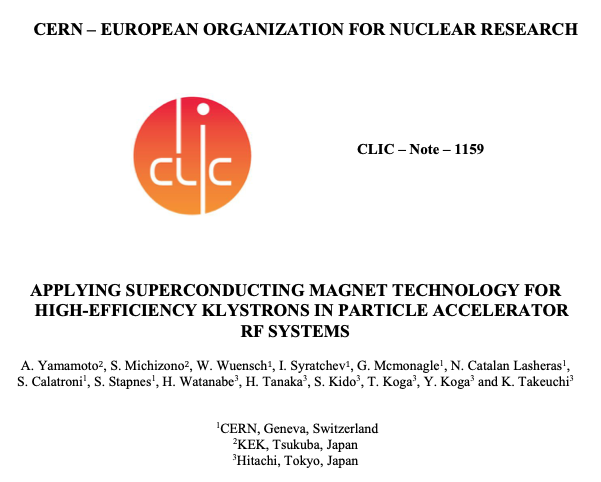 CERN – EUROPEAN ORGANIZATION FOR NUCLEAR RESEARCH
clic
CLIC – Note – 1159
APPLYING SUPERCONDUCTING MAGNET TECHNOLOGY FOR
HIGH-EFFICIENCY KLYSTRONS IN PARTICLE ACCELERATOR
RF SYSTEMS
A. Yamamoto², S. Michizono², W. Wuensch¹, I. Syratchev¹, G. Mcmonagle¹, N. Catalan Lasheras¹,
S. Calatroni¹, S. Stapnes¹, H. Watanabe³, H. Tanaka³, S. Kido³, T. Koga³, Y. Koga³ and K. Takeuchi³
¹CERN, Geneva, Switzerland
²KEK, Tsukuba, Japan
³Hitachi, Tokyo, Japan